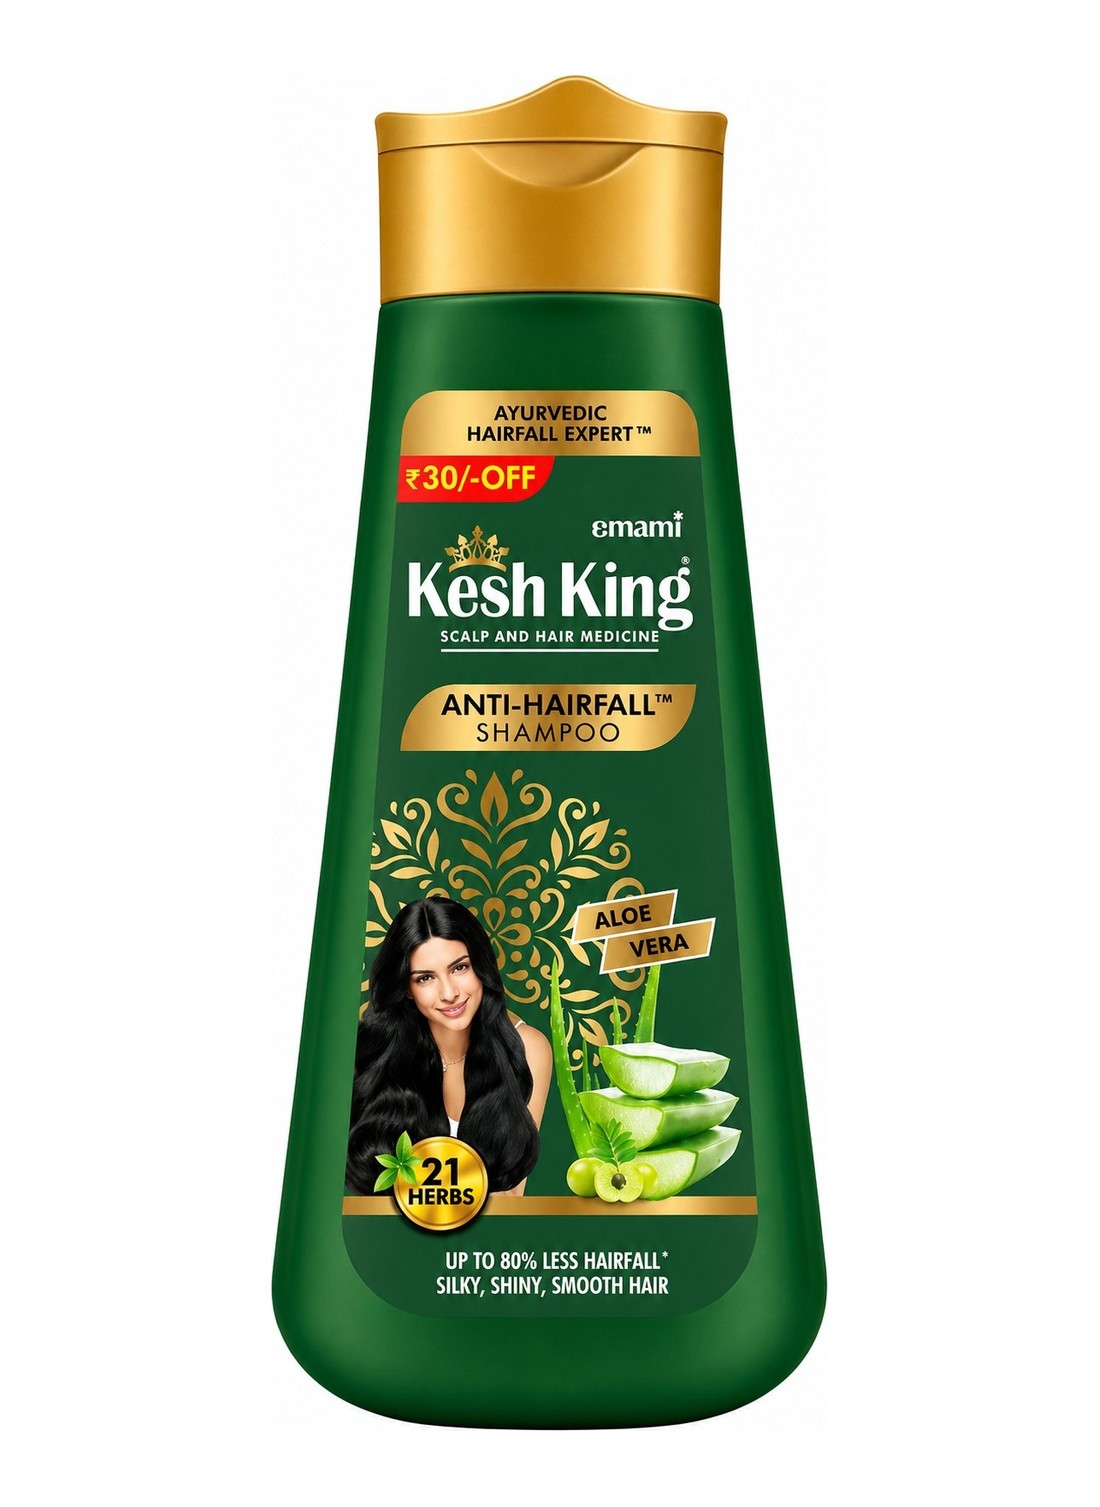 AYURVEDIC
HAIRFALL EXPERT™
₹30/-OFF
emami*
Kesh King®
SCALP AND HAIR MEDICINE
ANTI-HAIRFALL™
SHAMPOO
ALOE
VERA
21
HERBS
UP TO 80% LESS HAIRFALL*
SILKY, SHINY, SMOOTH HAIR